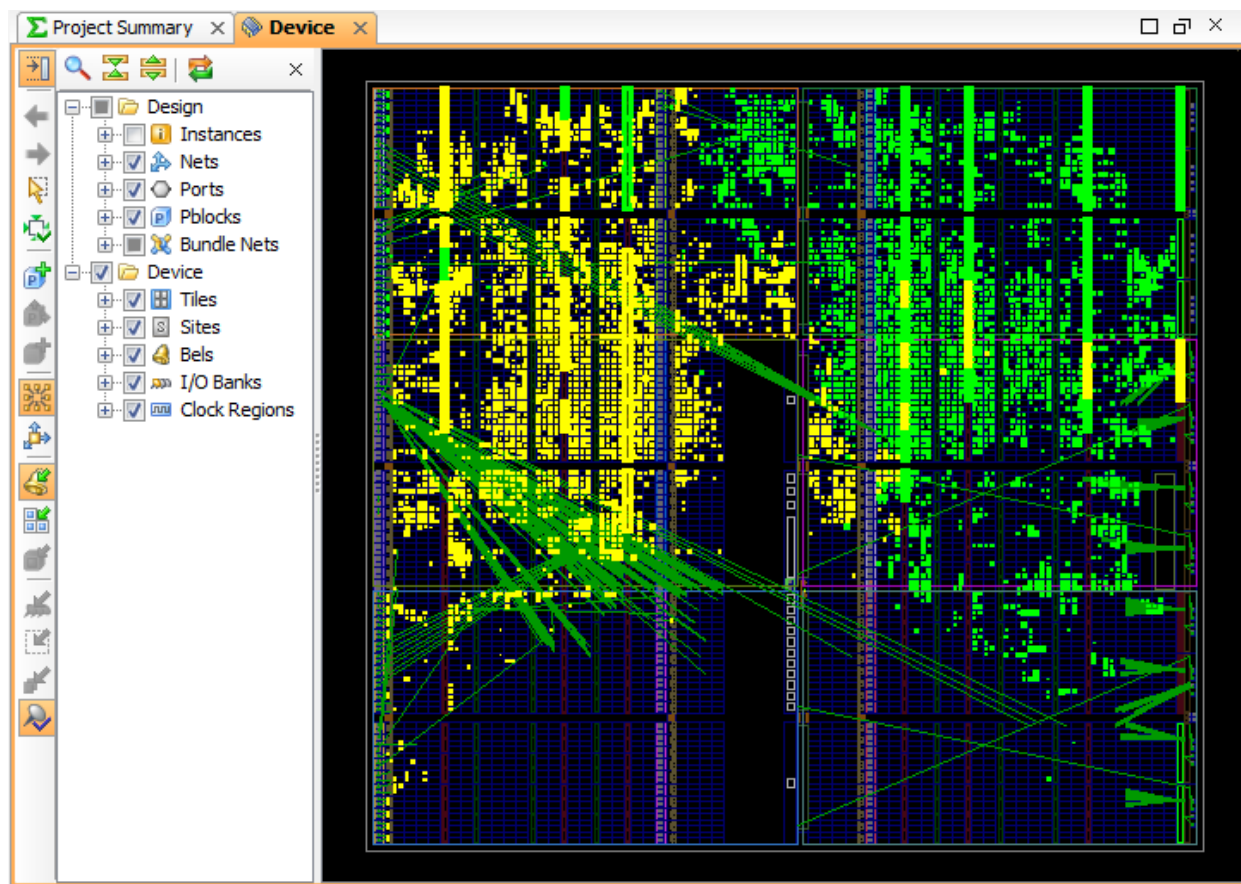 Project Summary
Device
Design
Instances
Nets
Ports
Pblocks
Bundle Nets
Device
Tiles
Sites
Bels
I/O Banks
Clock Regions